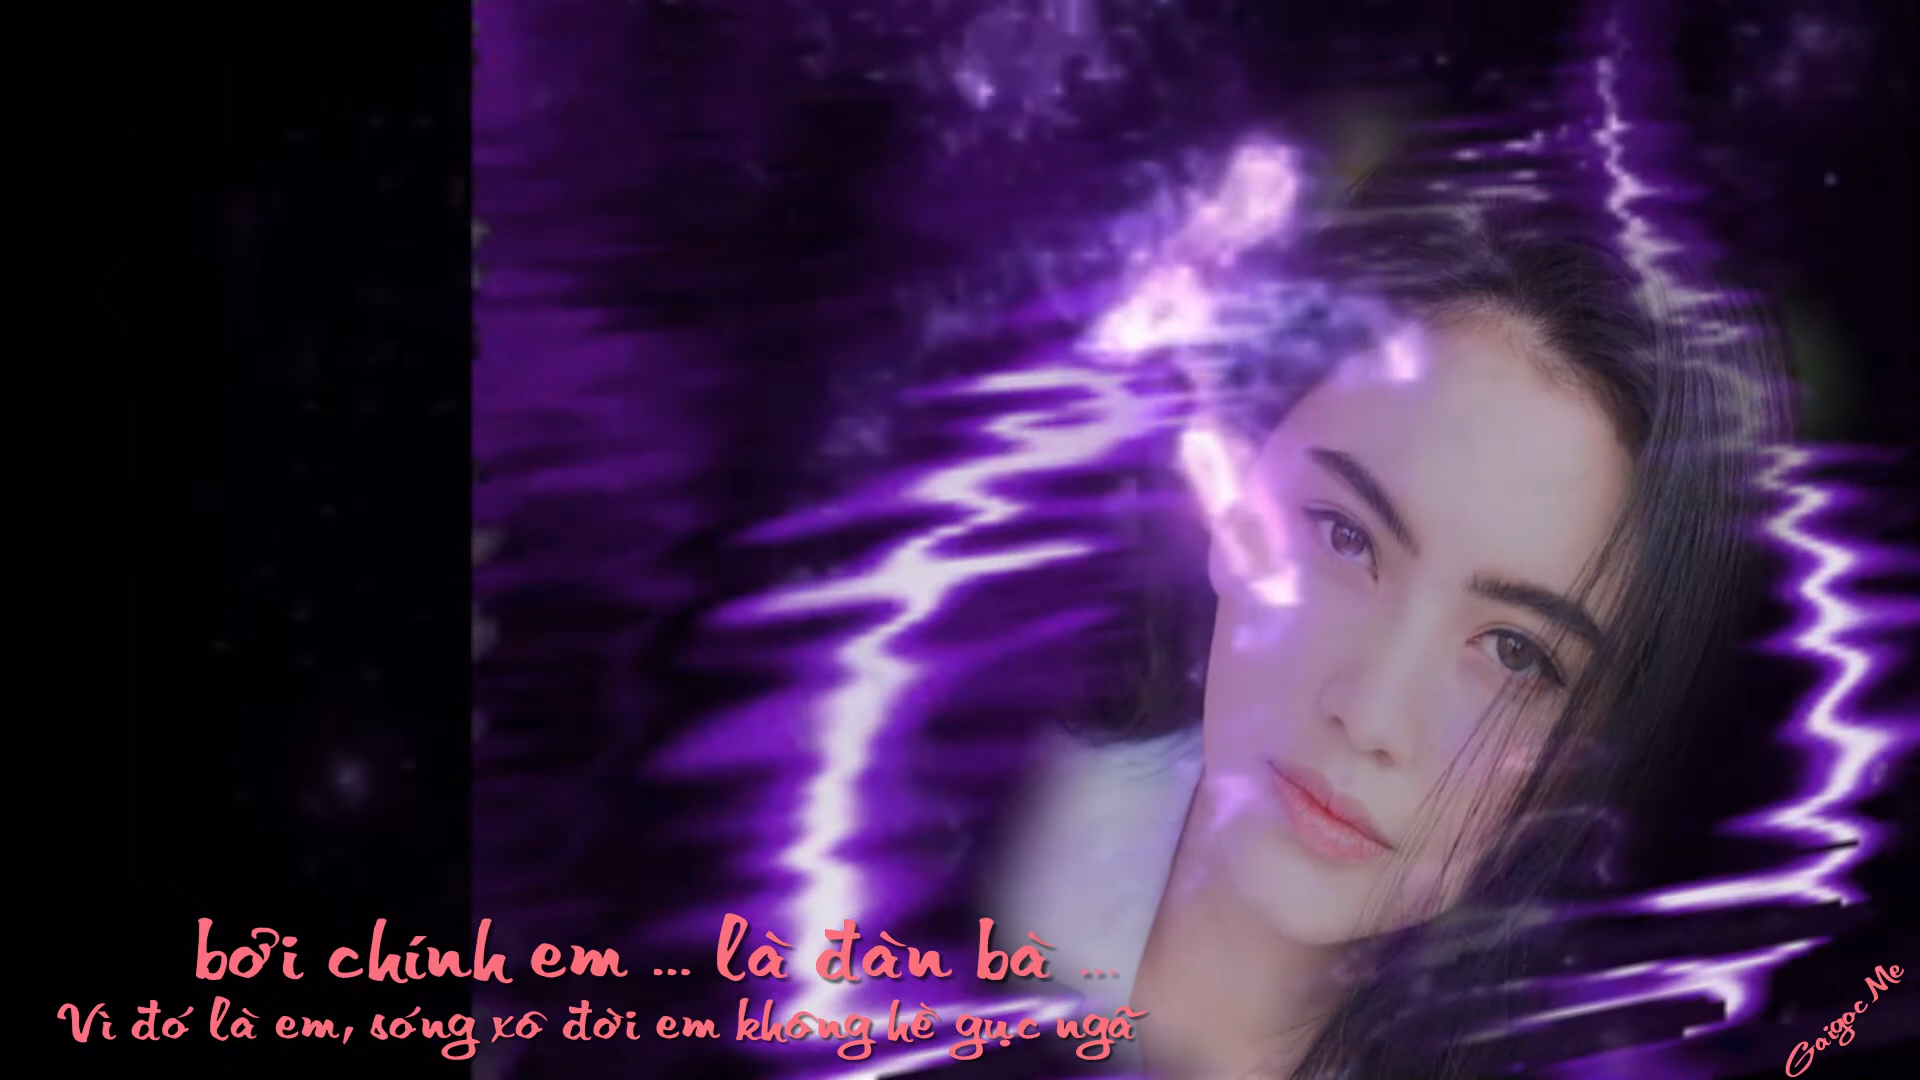 bởi chính em ... là đàn bà ...
Vì đó là em, sóng xô đời em không hề gục ngã
Gaigoc Me